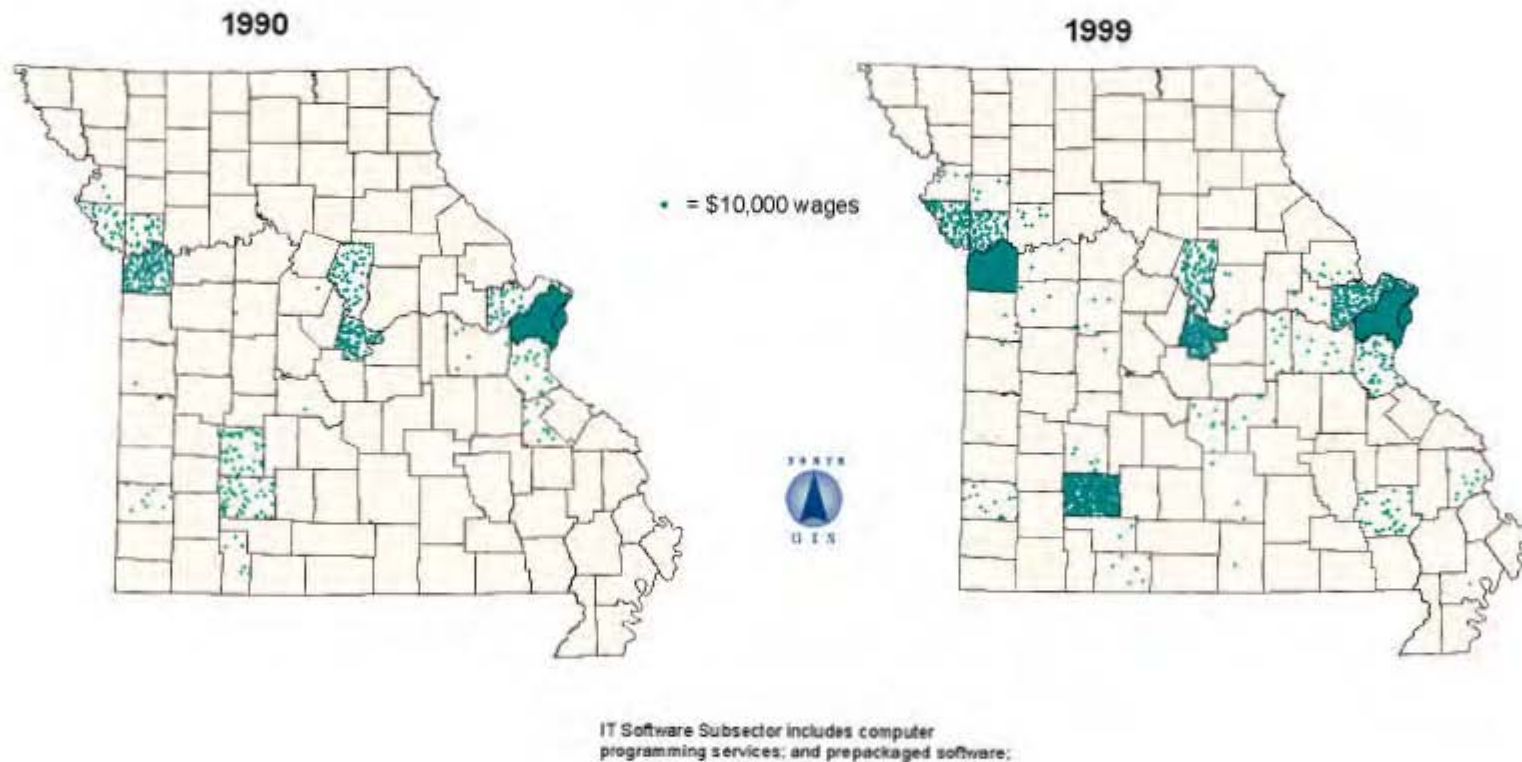 1990
1999
• = $10,000 wages
GIS
IT Software Subsector includes computer
programming services; and prepackaged software;